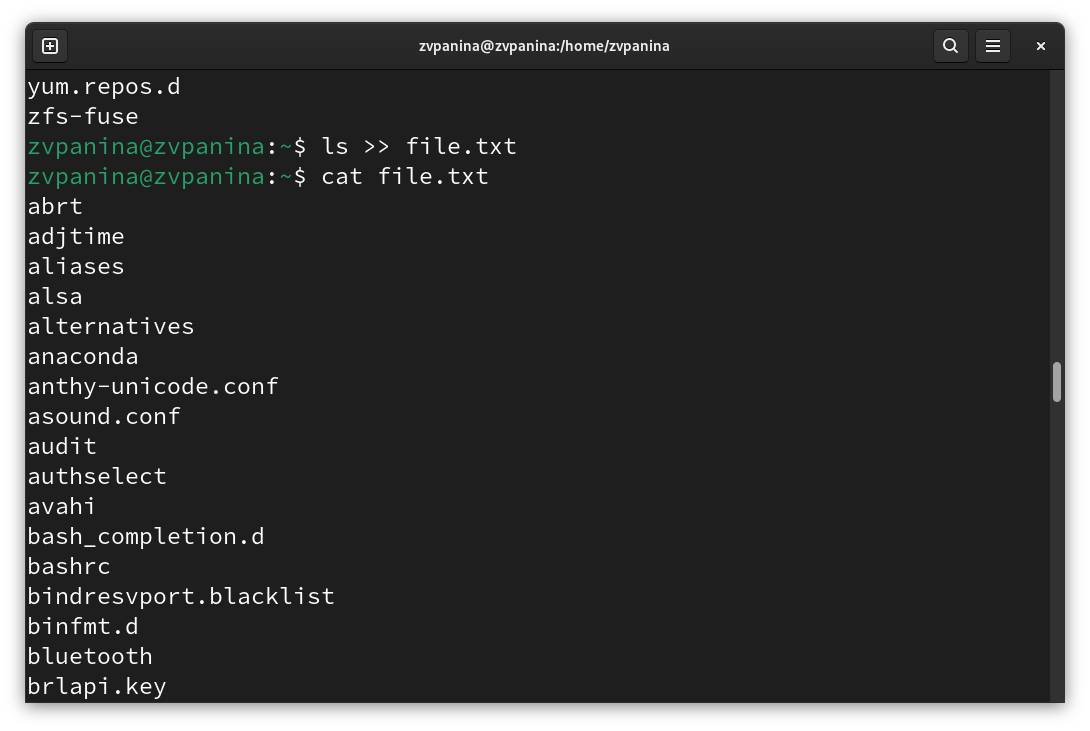 zvpanina@zvpanina:/home/zvpanina
yum.repos.d
zfs-fuse
zvpanina@zvpanina:~$ ls >> file.txt
zvpanina@zvpanina:~$ cat file.txt
abrt
adjtime
aliases
alsa
alternatives
anaconda
anthy-unicode.conf
asound.conf
audit
authselect
avahi
bash_completion.d
bashrc
bindresvport.blacklist
binfmt.d
bluetooth
brlapi.key